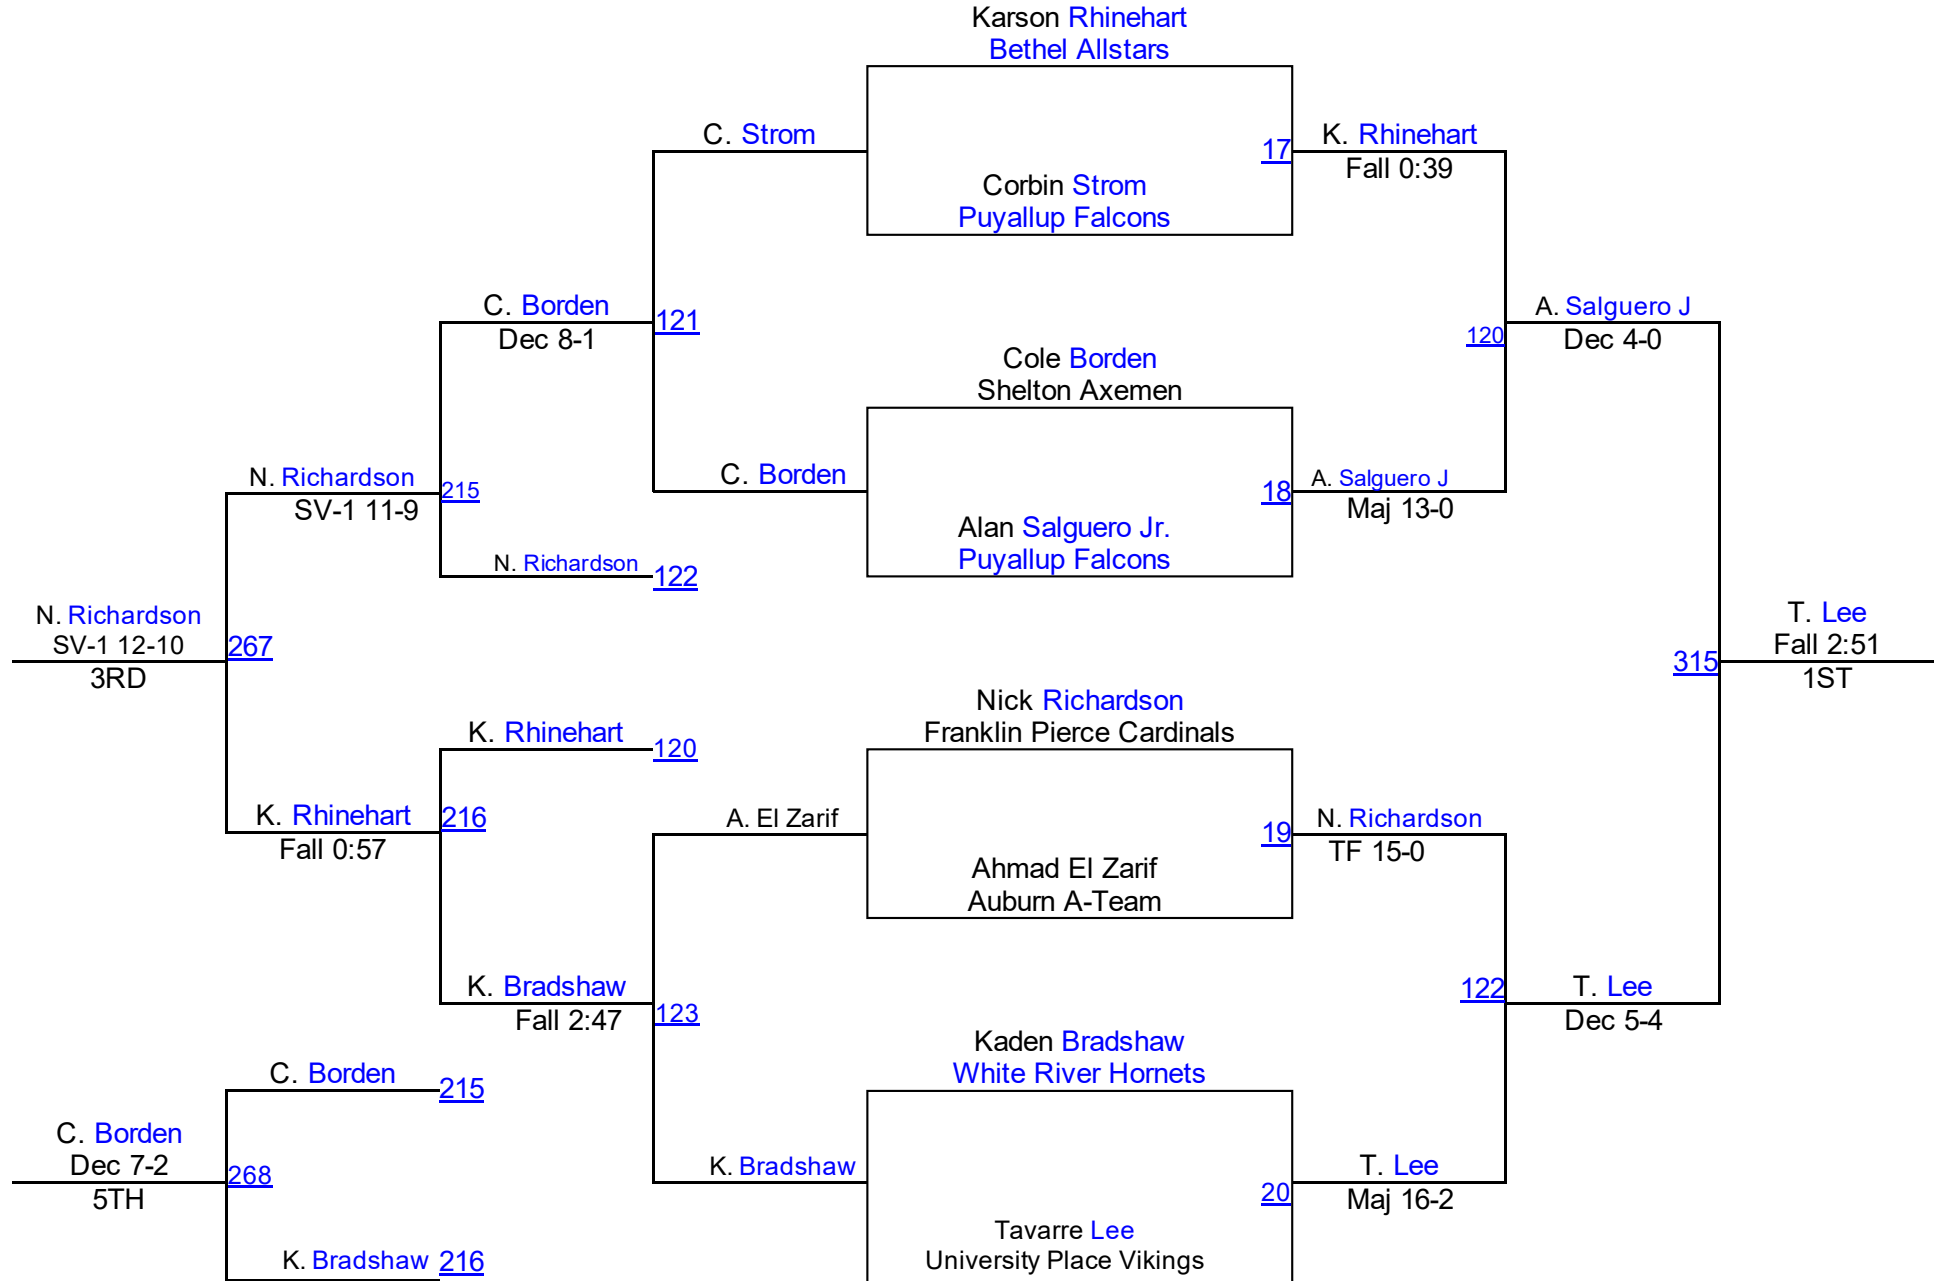 Karson Rhinehart
Bethel Allstars
C. Strom
17
K. Rhinehart
Fall 0:39
Corbin Strom
Puyallup Falcons
C. Borden
Dec 8-1
121
120
A. Salguero J
Dec 4-0
Cole Borden
Shelton Axemen
N. Richardson
SV-1 11-9
215
C. Borden
18
A. Salguero J
Maj 13-0
Alan Salguero Jr.
Puyallup Falcons
N. Richardson
122
N. Richardson
SV-1 12-10
3RD
267
315
T. Lee
Fall 2:51
1ST
Nick Richardson
Franklin Pierce Cardinals
K. Rhinehart
120
K. Rhinehart
Fall 0:57
216
A. El Zarif
19
N. Richardson
TF 15-0
Ahmad El Zarif
Auburn A-Team
K. Bradshaw
Fall 2:47
123
122
T. Lee
Dec 5-4
Kaden Bradshaw
White River Hornets
C. Borden
215
C. Borden
Dec 7-2
5TH
268
K. Bradshaw
20
T. Lee
Maj 16-2
Tavarre Lee
University Place Vikings
K. Bradshaw
216